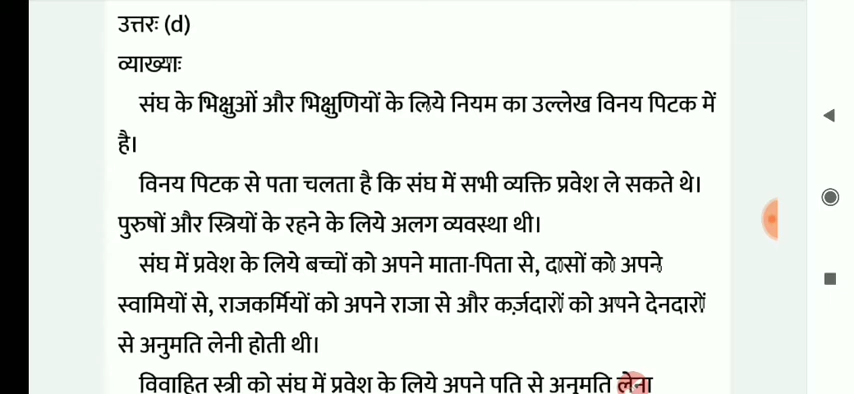 उत्तरः (d)
व्याख्याः
संघ के भिक्षुओं और भिक्षुणियों के लिये नियम का उल्लेख विनय पिटक में
है।
विनय पिटक से पता चलता है कि संघ में सभी व्यक्ति प्रवेश ले सकते थे।
पुरुषों और स्त्रियों के रहने के लिये अलग व्यवस्था थी।
संघ में प्रवेश के लिये बच्चों को अपने माता-पिता से, दासों को अपने
स्वामियों से, राजकर्मियों को अपने राजा से और कर्ज़दारों को अपने देनदारों
से अनुमति लेनी होती थी।
विवाहित स्त्री को संघ में प्रवेश के लिये अपने पति से अनुमति लेना